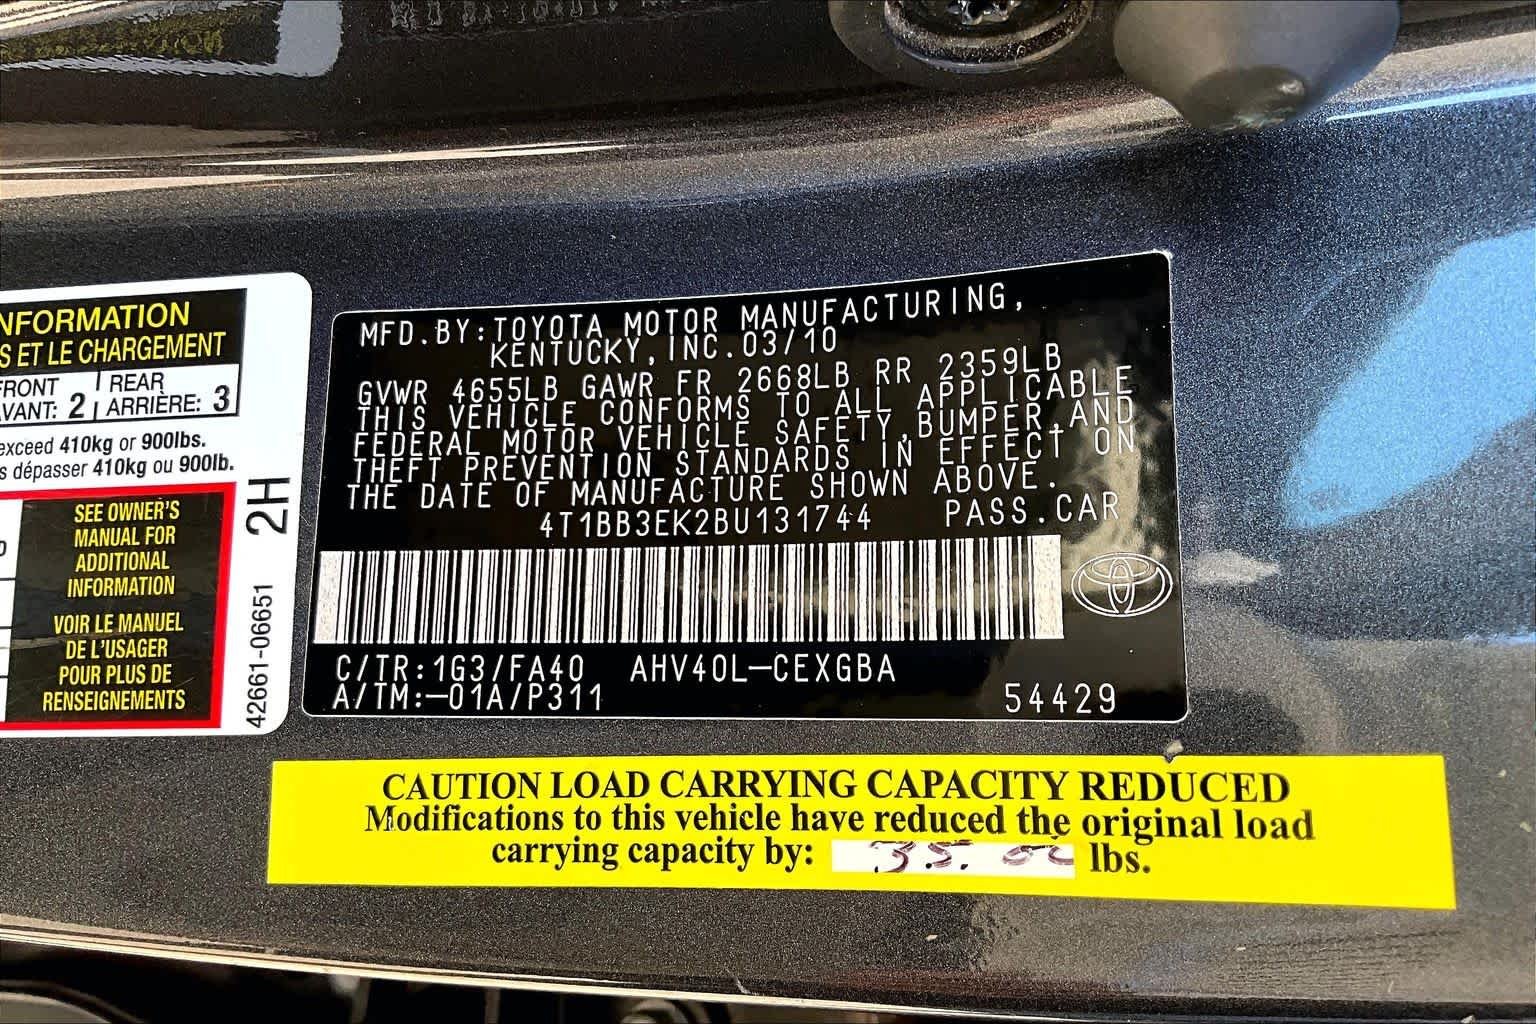 NFORMATION
S ET LE CHARGEMENT
FRONT
REAR
VANT: 2
ARRIÈRE: 3
exceed 410kg or 900lbs.
s dépasser 410kg ou 900lb.
SEE OWNER'S
MANUAL FOR
ADDITIONAL
INFORMATION
VOIR LE MANUEL
DE L'USAGER
POUR PLUS DE
RENSEIGNEMENTS
42661-06651 2H
MFD.BY:TOYOTA MOTOR MANUFACTURING,
KENTUCKY,INC.03/10
GVWR 4655LB GAWR FR 2668LB RR 2359LB
THIS VEHICLE CONFORMS TO ALL APPLICABLE
FEDERAL MOTOR VEHICLE SAFETY,BUMPER,AND
THEFT PREVENTION STANDARDS IN EFFECT ON
THE DATE OF MANUFACTURE SHOWN ABOVE.
4T1BB3EK2BU131744 PASS.CAR
C/TR:1G3/FA40 AHV40L-CEXGBA
A/TM:-01A/P311 54429
CAUTION LOAD CARRYING CAPACITY REDUCED
Modifications to this vehicle have reduced the original load
carrying capacity by: 35. lbs.